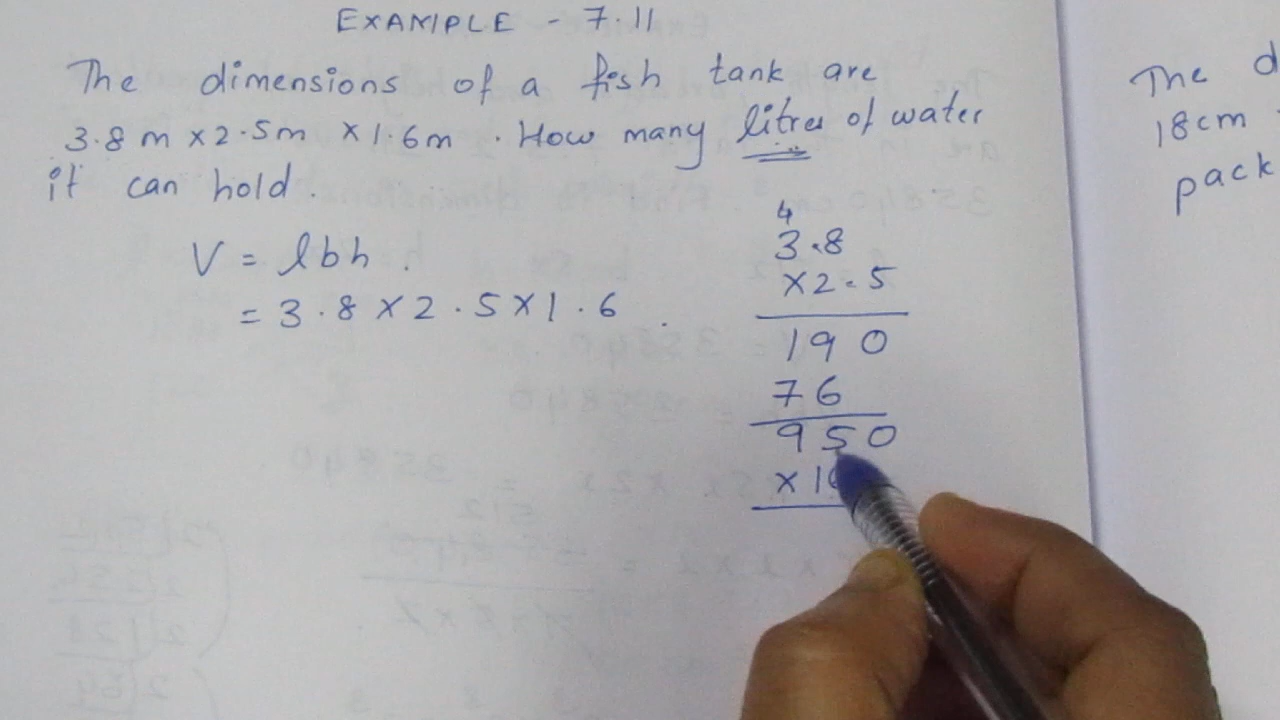 EXAMPLE - 7.11
The dimensions of a fish tank are
3.8 m × 2.5m × 1.6m . How many litres of water
it can hold .
V = lbh .
= 3.8 × 2.5 × 1.6 .
4
3.8
×2.5
190
76
950
×1
The
18cm
pack